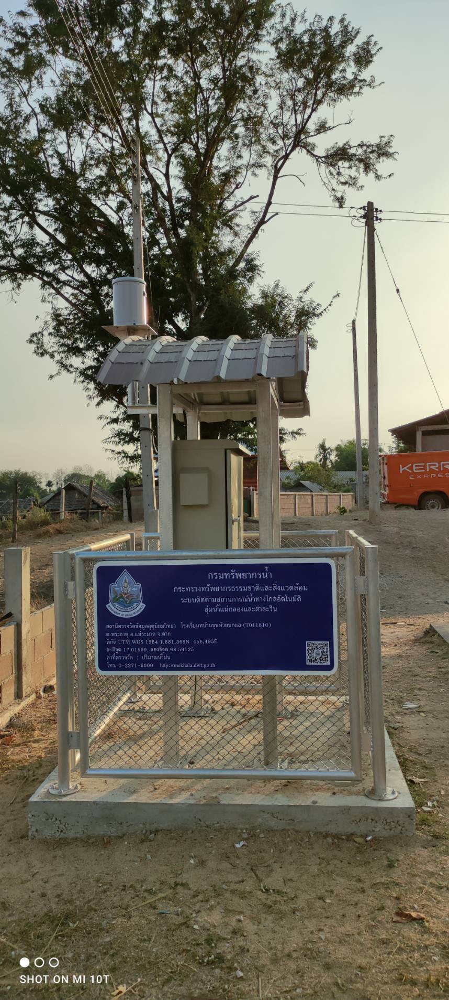 KERR
EXPRES
กรมทรัพยากรน้ำ
กระทรวงทรัพยากรธรรมชาติและสิ่งแวดล้อม
ระบบติดตามสถานการณ์น้ำทางไกลอัตโนมัติ
ลุ่มน้ำแม่กลองและสาละวิน
สถานีตรวจวัดข้อมูลอุตุนิยมวิทยา โรงเรียนทบ้านขุนห้วยนกแล (T011810)
ต.พระธาตุ อ.แม่ระมาด จ.ตาก
พิกัด UTM WGS 1984 1,881,369N 456,495E
ละติจูด 17.01599, ลองจิจูด 98.59125
ค่าที่ตรวจวัด : ปริมาณน้ำฝน
โทร. 0-2271-6000 http://mekhala.dwr.go.th
DEPARTMENT OF WATER RESOURCES
SHOT ON MI 10T